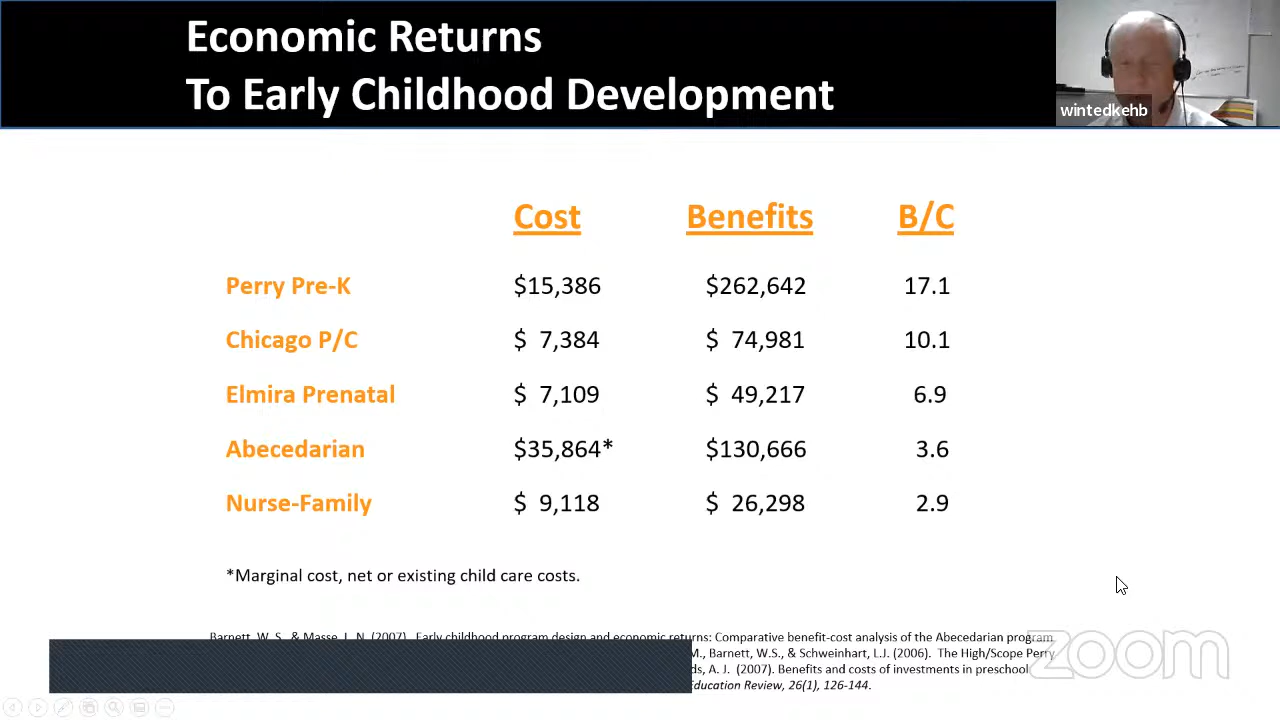 Economic Returns
To Early Childhood Development
wintedkehb
Cost Benefits B/C
Perry Pre-K $15,386 $262,642 17.1
Chicago P/C $ 7,384 $ 74,981 10.1
Elmira Prenatal $ 7,109 $ 49,217 6.9
Abecedarian $35,864* $130,666 3.6
Nurse-Family $ 9,118 $ 26,298 2.9
*Marginal cost, net or existing child care costs.
Barnett, W. S., & Masse, L. N. (2007). Early childhood program design and economic returns: Comparative benefit-cost analysis of the Abecedarian program
M., Barnett, W.S., & Schweinhart, L.J. (2006). The High/Scope Perry
ds, A. J. (2007). Benefits and costs of investments in preschool
Education Review, 26(1), 126-144.
zoom